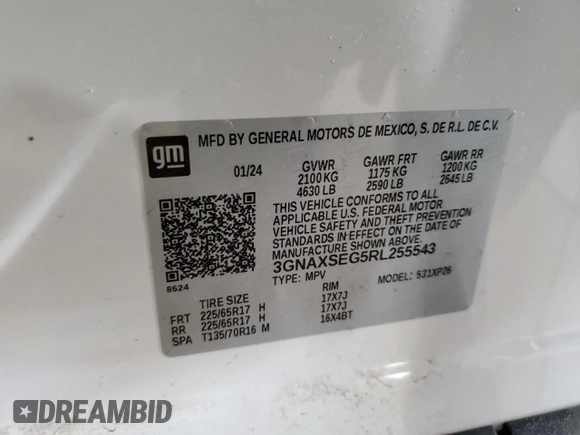 gm
MFD BY GENERAL MOTORS DE MEXICO, S. DE R.L. DE C.V.
01/24 GVWR GAWR FRT GAWR RR
2100 KG 1175 KG 1200 KG
4630 LB 2590 LB 2645 LB
THIS VEHICLE CONFORMS TO ALL
APPLICABLE U.S. FEDERAL MOTOR
VEHICLE SAFETY AND THEFT PREVENTION
STANDARDS IN EFFECT ON THE DATE OF
MANUFACTURE SHOWN ABOVE.
3GNAXSEG5RL255543
8624
TYPE: MPV MODEL: 531XP26
TIRE SIZE RIM
FRT 225/65R17 H 17X7J
RR 225/65R17 H 17X7J
SPA T135/70R16 M 16X4BT
DREAMBID